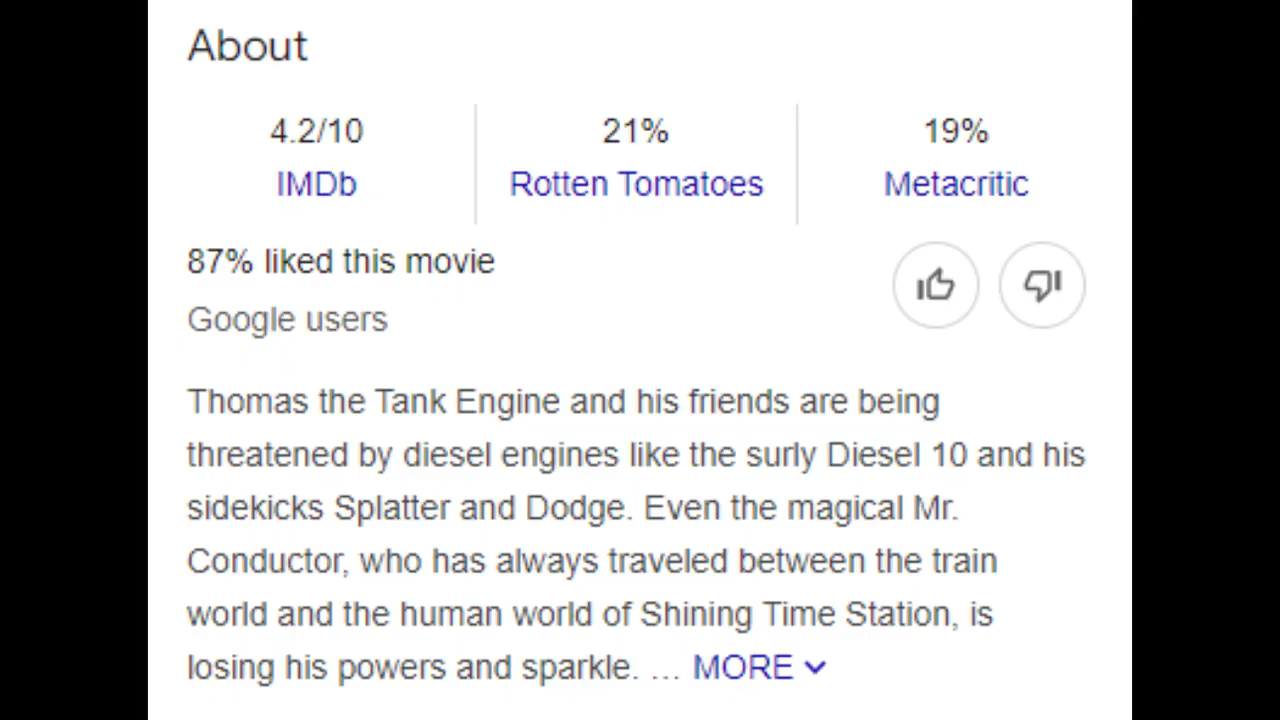 About
4.2/10
IMDb
21%
Rotten Tomatoes
19%
Metacritic
87% liked this movie
Google users
Thomas the Tank Engine and his friends are being
threatened by diesel engines like the surly Diesel 10 and his
sidekicks Splatter and Dodge. Even the magical Mr.
Conductor, who has always traveled between the train
world and the human world of Shining Time Station, is
losing his powers and sparkle. ... MORE